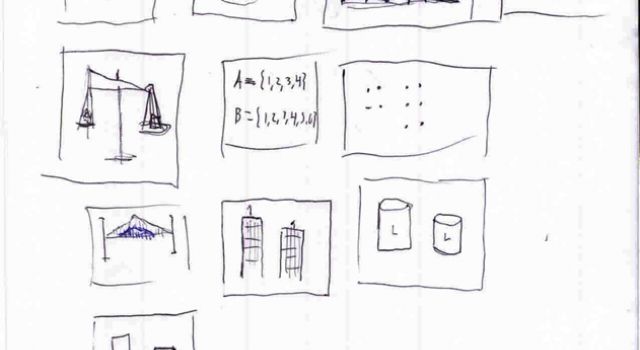 A = {1,2,3,4}
B = {1,2,3,4,5,6}
L
L